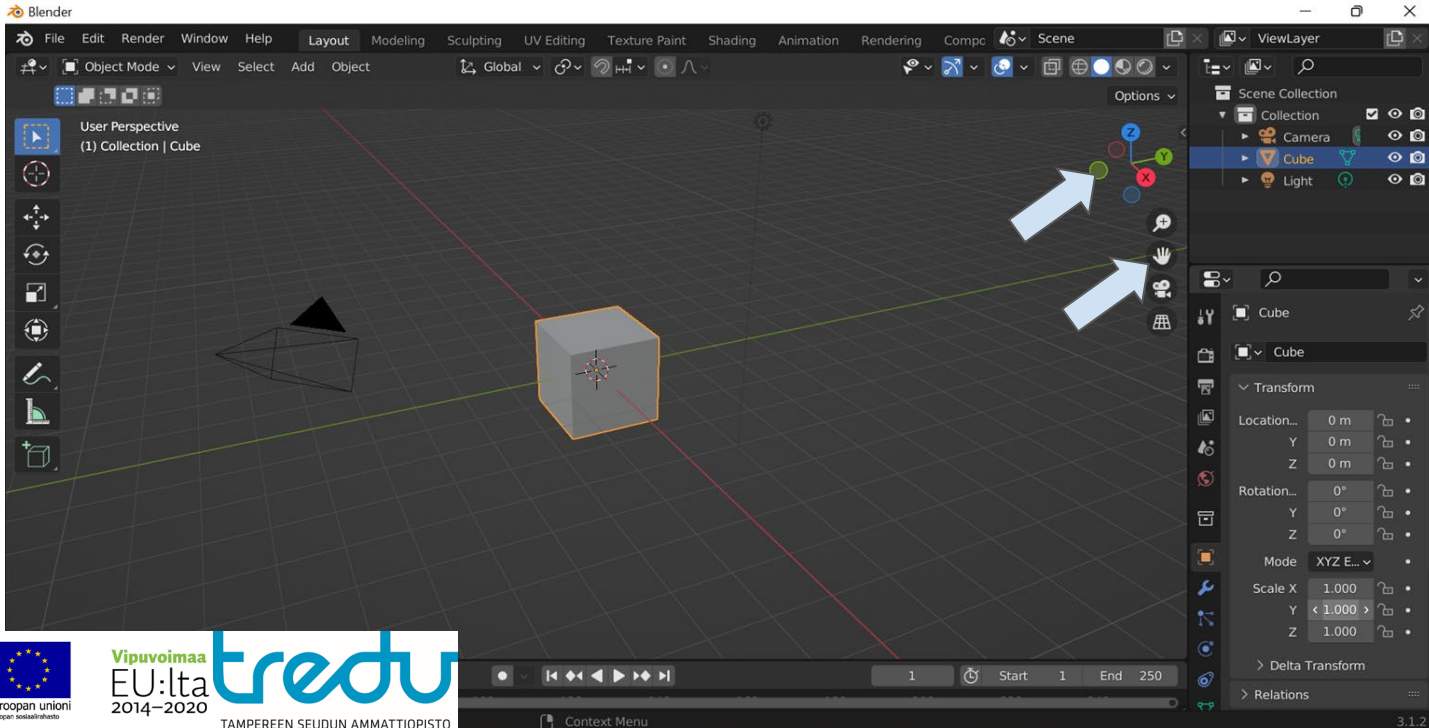 Blender
File Edit Render Window Help Layout Modeling Sculpting UV Editing Texture Paint Shading Animation Rendering Compc Scene ViewLayer
Object Mode View Select Add Object Global
Options
User Perspective
(1) Collection | Cube
Z
Y
X
Scene Collection
Collection
Camera
Cube
Light
Cube
Cube
Transform
Location... 0 m
Y 0 m
Z 0 m
Rotation... 0°
Y 0°
Z 0°
Mode XYZ E...
Scale X 1.000
Y 1.000
Z 1.000
Delta Transform
Relations
1 Start 1 End 250
Context Menu
3.1.2
roopan unioni
opan sosiaalirahasto
Vipuvoimaa
EU:lta
2014–2020
tredu
TAMPEREEN SEUDUN AMMATTIOPISTO